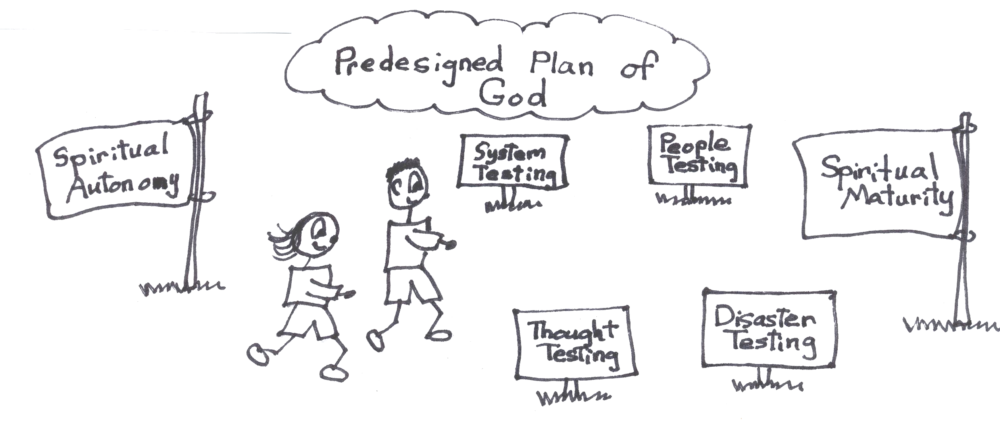 Predesigned Plan of
God
Spiritual
Autonomy
System
Testing
People
Testing
Spiritual
Maturity
Thought
Testing
Disaster
Testing